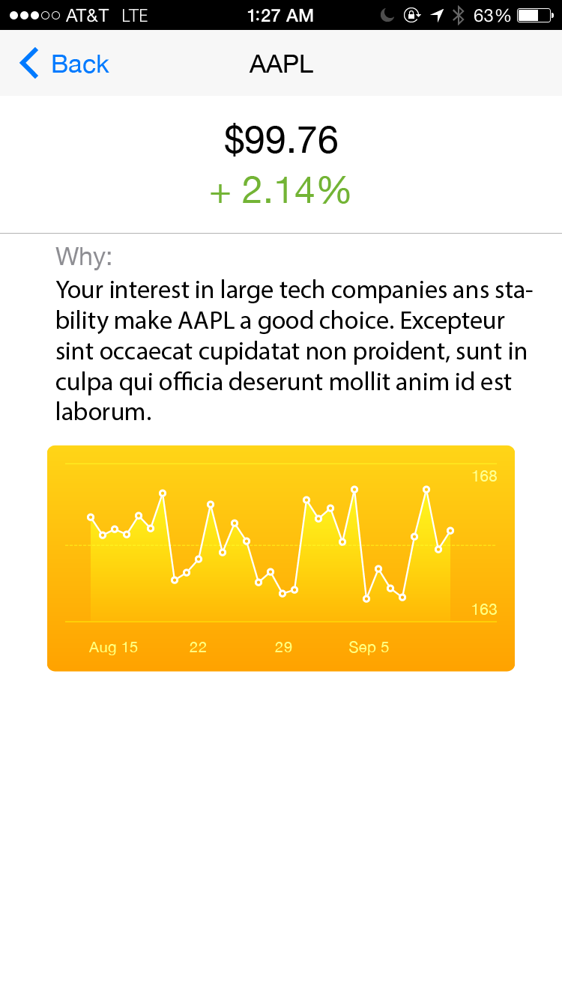 AT&T LTE 1:27 AM 63%
Back AAPL
$99.76
+ 2.14%
Why:
Your interest in large tech companies ans sta-
bility make AAPL a good choice. Excepteur
sint occaecat cupidatat non proident, sunt in
culpa qui officia deserunt mollit anim id est
laborum.
168
163
Aug 15 22 29 Sep 5